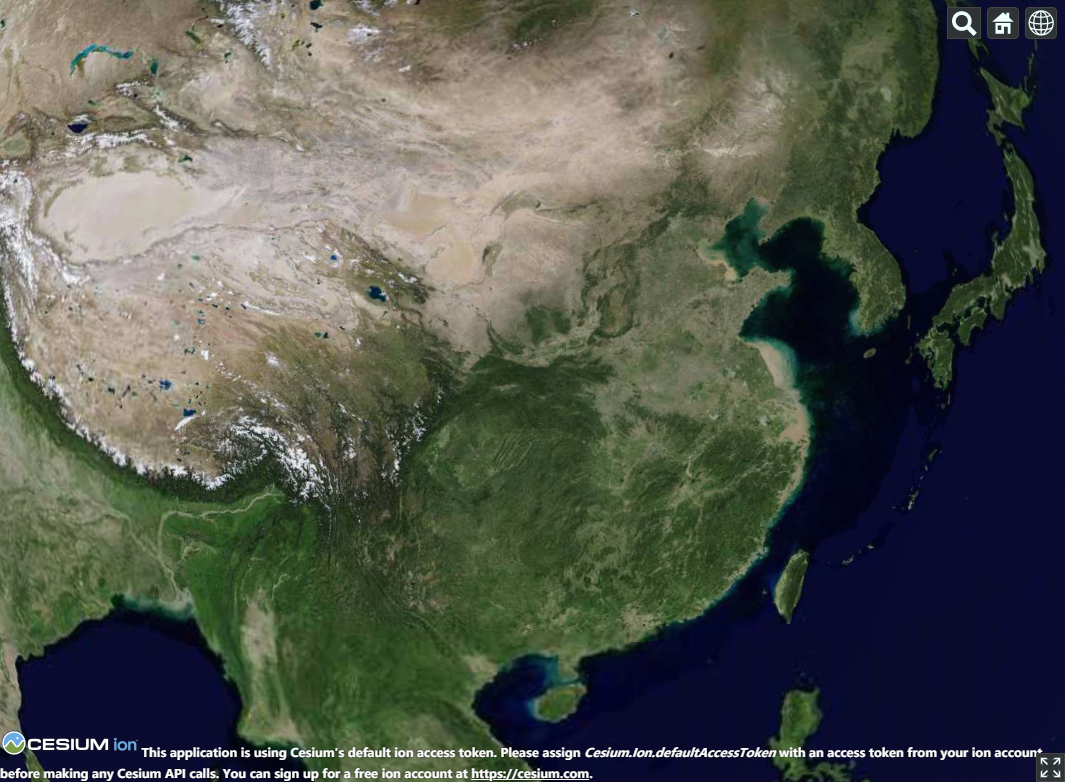 CESIUM ion This application is using Cesium's default ion access token. Please assign Cesium.Ion.defaultAccessToken with an access token from your ion account
before making any Cesium API calls. You can sign up for a free ion account at https://cesium.com.